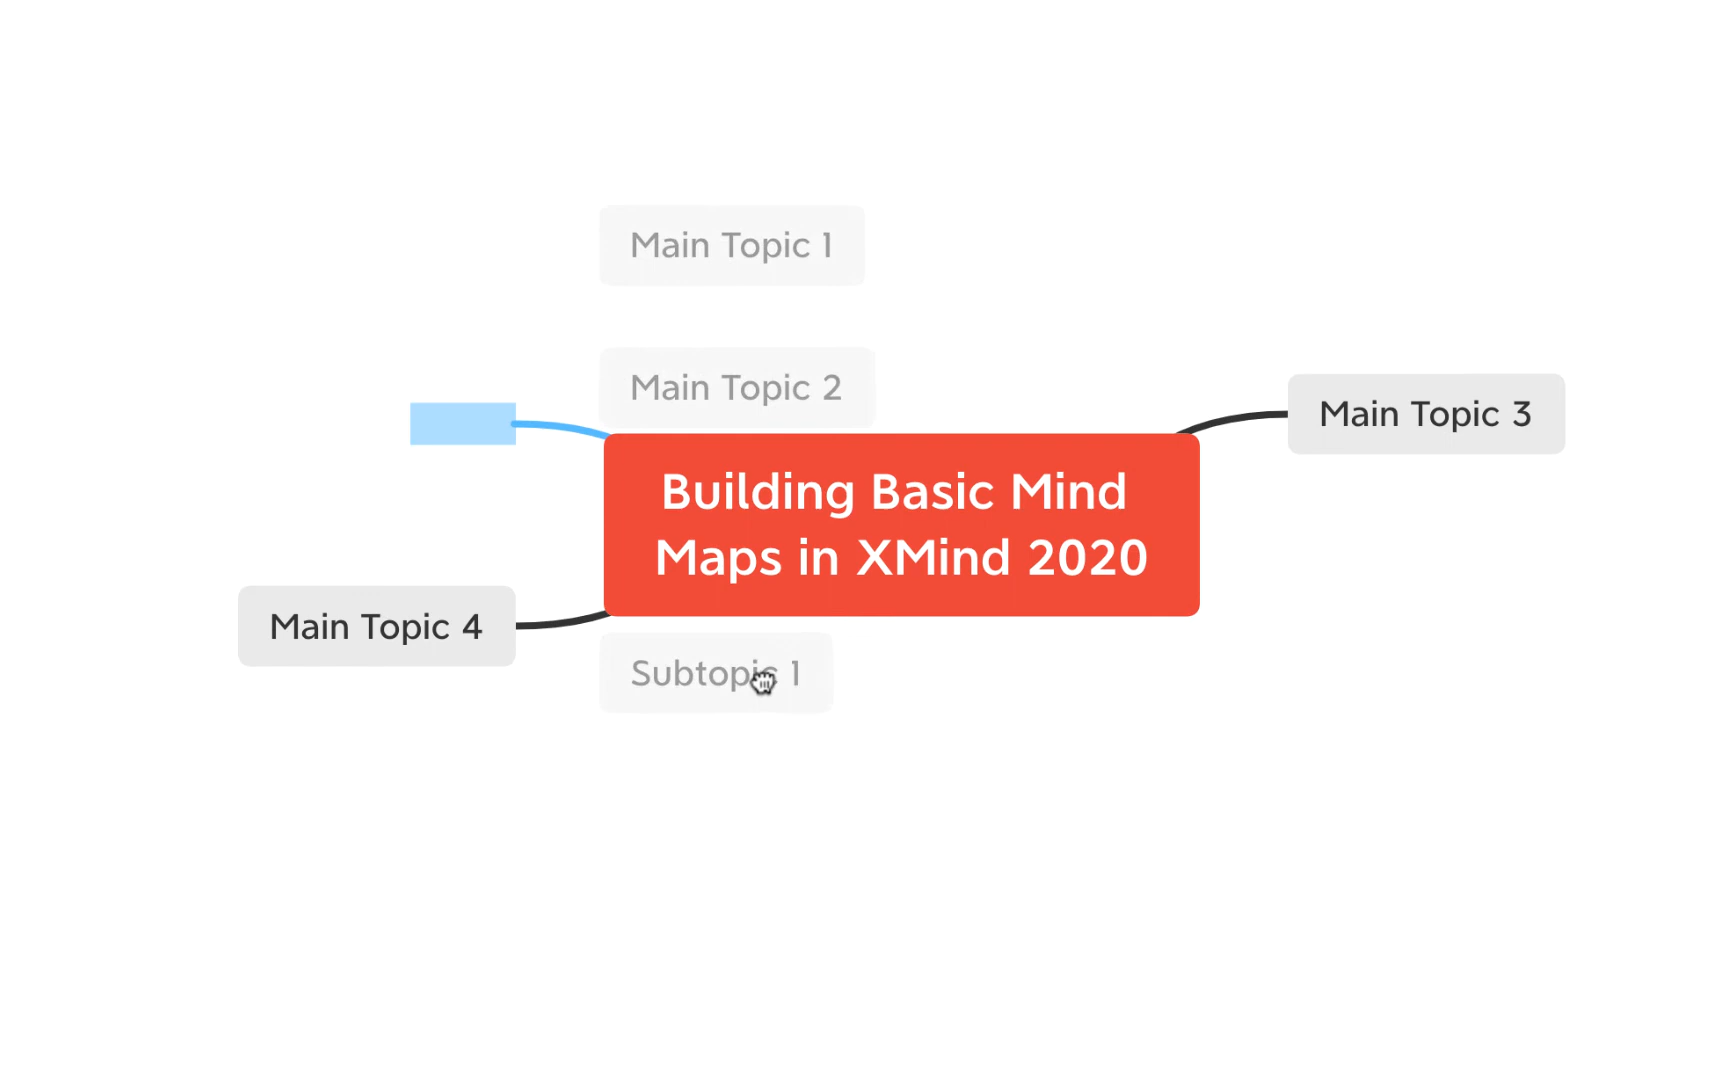 Main Topic 1
Main Topic 2
Main Topic 3
Building Basic Mind
Maps in XMind 2020
Main Topic 4
Subtopic 1